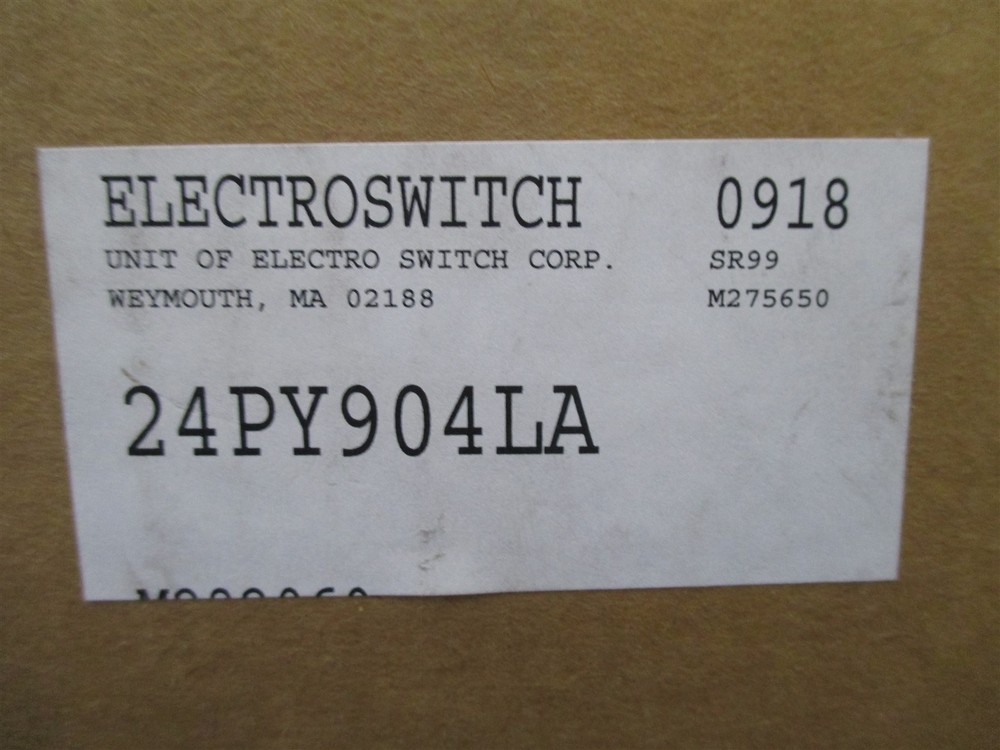 ELECTROSWITCH 0918
UNIT OF ELECTRO SWITCH CORP. SR99
WEYMOUTH, MA 02188 M275650
24PY904LA